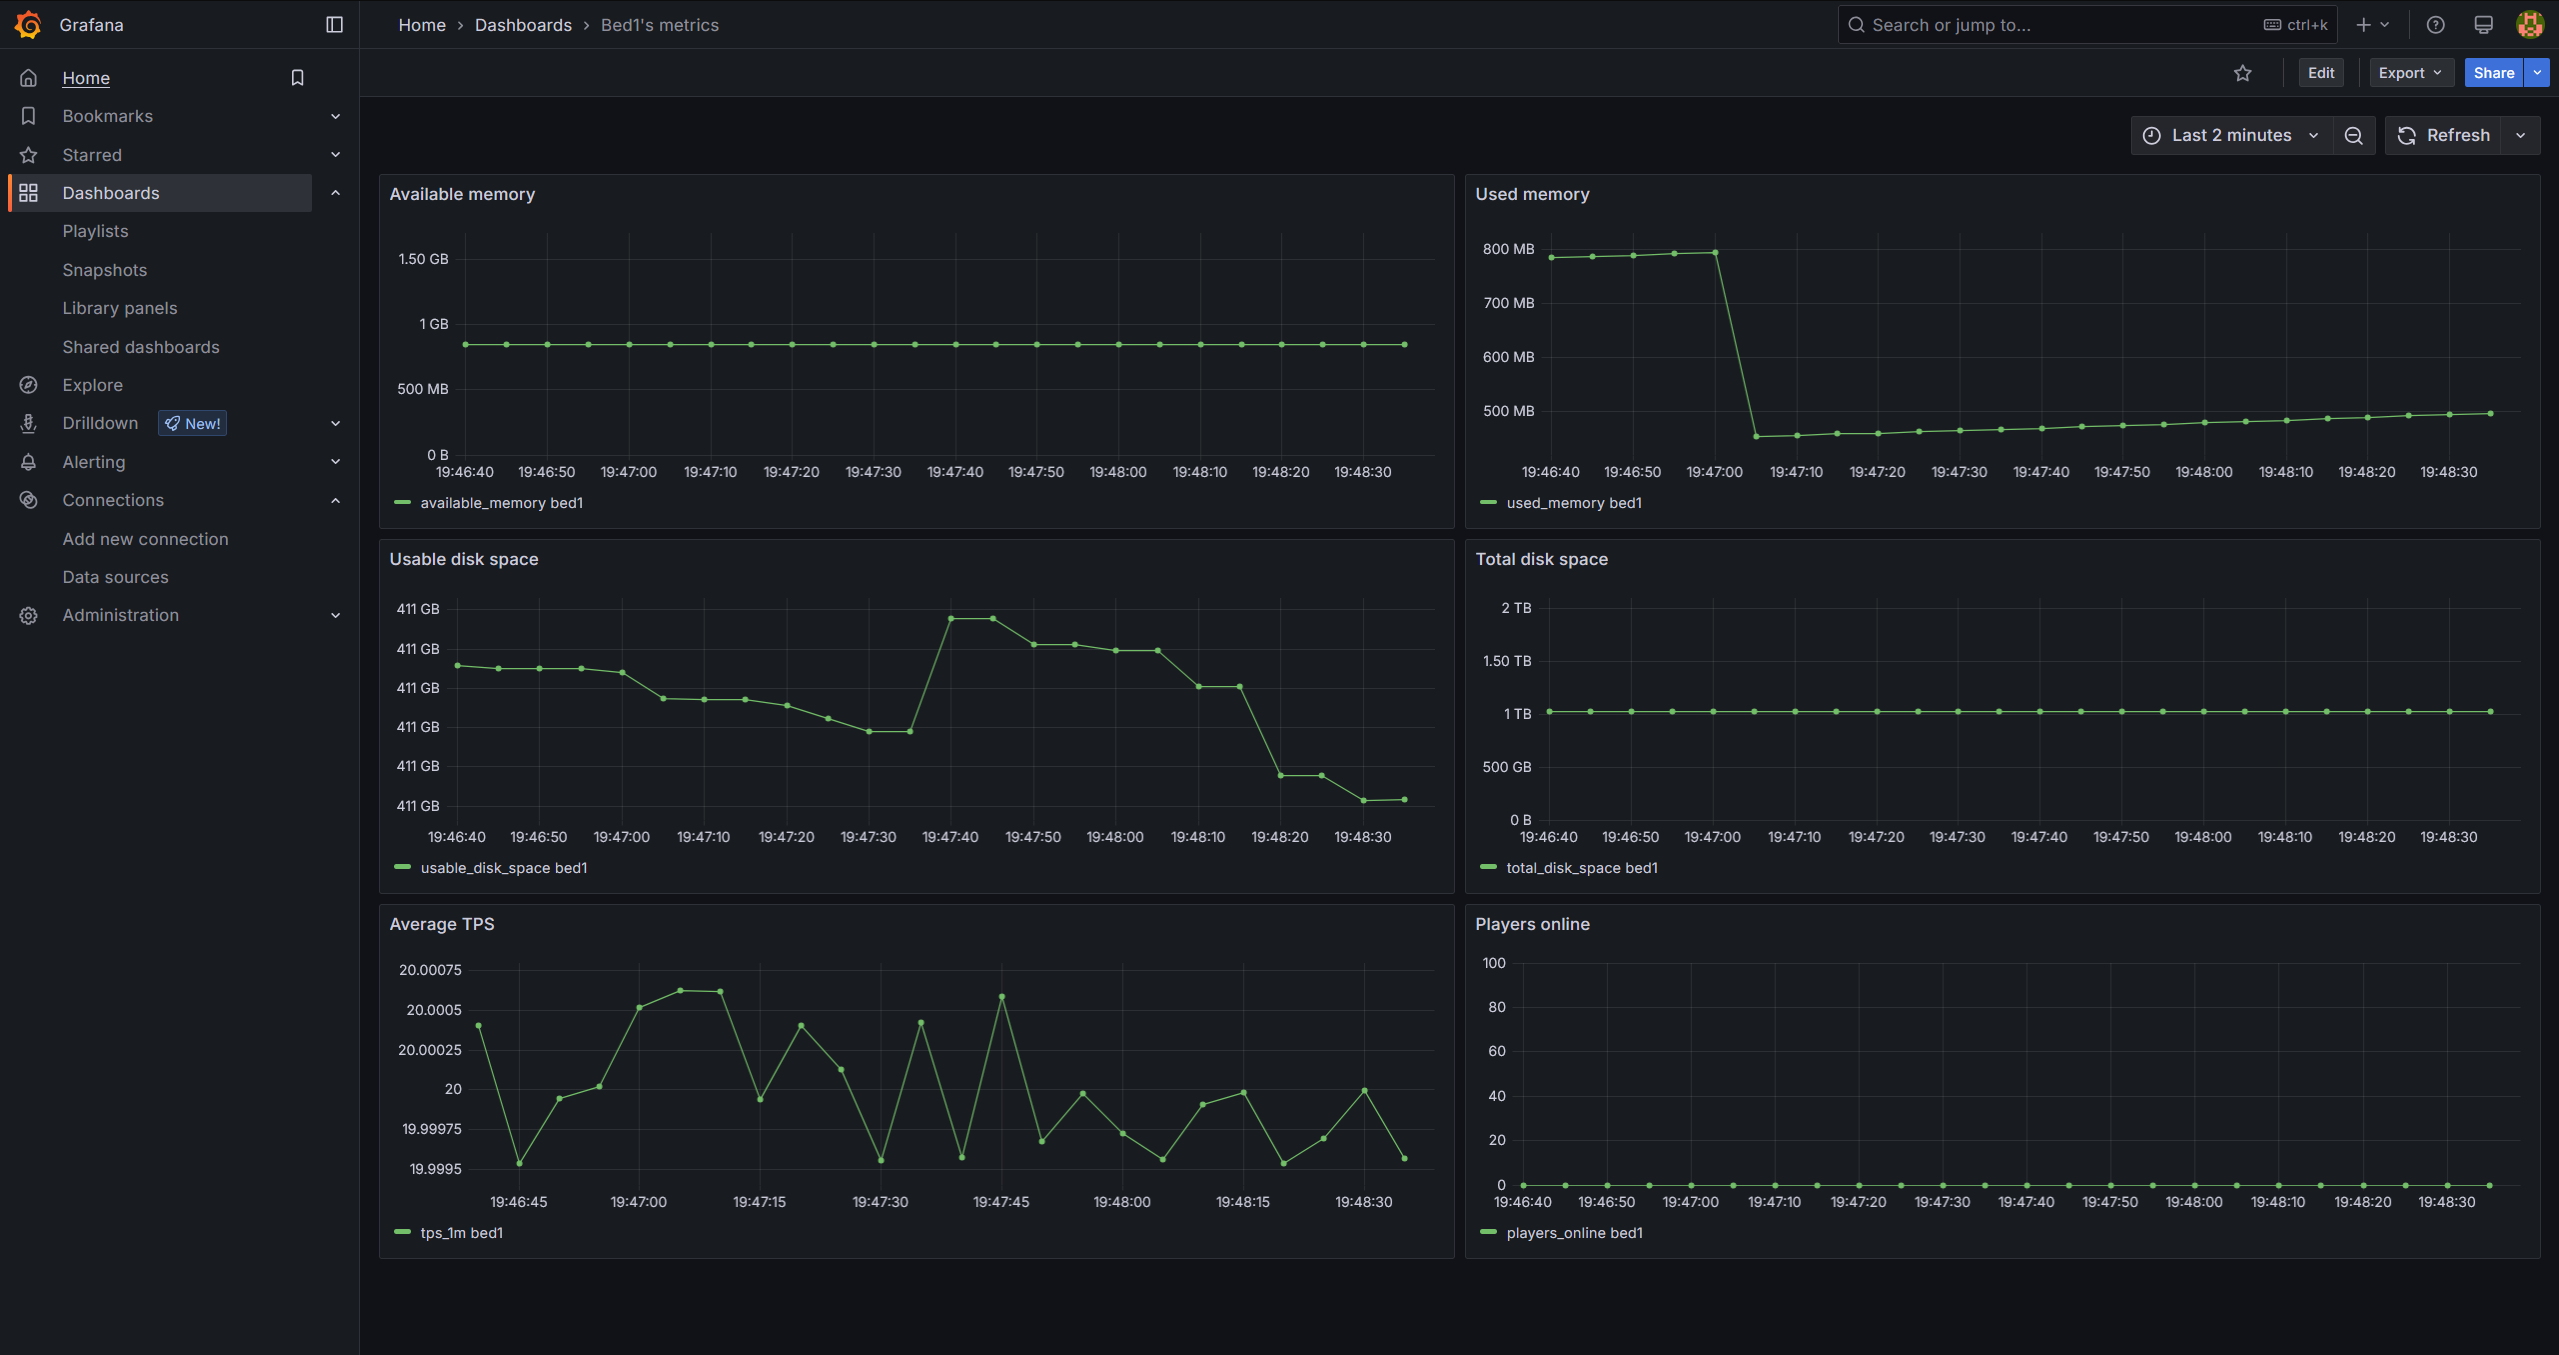 Grafana
Home › Dashboards › Bed1's metrics
Search or jump to...
ctrl+k
Edit
Export
Share
Home
Bookmarks
Starred
Dashboards
Playlists
Snapshots
Library panels
Shared dashboards
Explore
Drilldown New!
Alerting
Connections
Add new connection
Data sources
Administration
Last 2 minutes
Refresh
Available memory
1.50 GB
1 GB
500 MB
0 B
19:46:40 19:46:50 19:47:00 19:47:10 19:47:20 19:47:30 19:47:40 19:47:50 19:48:00 19:48:10 19:48:20 19:48:30
available_memory bed1
Used memory
800 MB
700 MB
600 MB
500 MB
19:46:40 19:46:50 19:47:00 19:47:10 19:47:20 19:47:30 19:47:40 19:47:50 19:48:00 19:48:10 19:48:20 19:48:30
used_memory bed1
Usable disk space
411 GB
411 GB
411 GB
411 GB
411 GB
411 GB
19:46:40 19:46:50 19:47:00 19:47:10 19:47:20 19:47:30 19:47:40 19:47:50 19:48:00 19:48:10 19:48:20 19:48:30
usable_disk_space bed1
Total disk space
2 TB
1.50 TB
1 TB
500 GB
0 B
19:46:40 19:46:50 19:47:00 19:47:10 19:47:20 19:47:30 19:47:40 19:47:50 19:48:00 19:48:10 19:48:20 19:48:30
total_disk_space bed1
Average TPS
20.00075
20.0005
20.00025
20
19.99975
19.9995
19:46:45 19:47:00 19:47:15 19:47:30 19:47:45 19:48:00 19:48:15 19:48:30
tps_1m bed1
Players online
100
80
60
40
20
0
19:46:40 19:46:50 19:47:00 19:47:10 19:47:20 19:47:30 19:47:40 19:47:50 19:48:00 19:48:10 19:48:20 19:48:30
players_online bed1